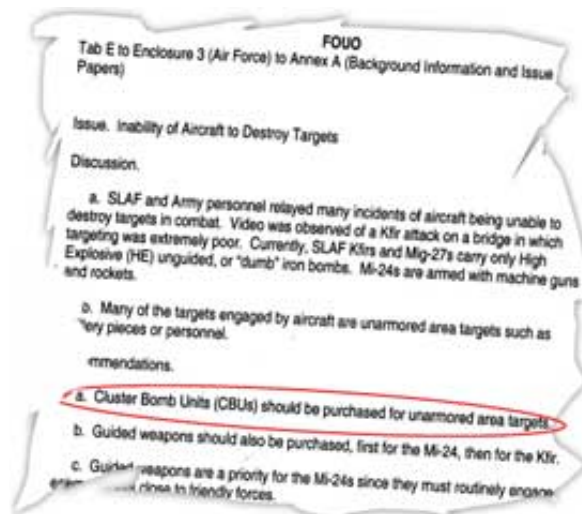 FOUO
Tab E to Enclosure 3 (Air Force) to Annex A (Background Information and Issue
Papers)
Issue. Inability of Aircraft to Destroy Targets
Discussion.
a. SLAF and Army personnel relayed many incidents of aircraft being unable to
destroy targets in combat. Video was observed of a Kfir attack on a bridge in which
targeting was extremely poor. Currently, SLAF Kfirs and Mig-27s carry only High
Explosive (HE) unguided, or "dumb" iron bombs. Mi-24s are armed with machine guns
and rockets.
b. Many of the targets engaged by aircraft are unarmored area targets such as
pieces or personnel.
mmendations.
a. Cluster Bomb Units (CBUs) should be purchased for unarmored area targets.
b. Guided weapons should also be purchased, first for the Mi-24, then for the Kfir.
c. Guided weapons are a priority for the Mi-24s since they must routinely engage
close to friendly forces.